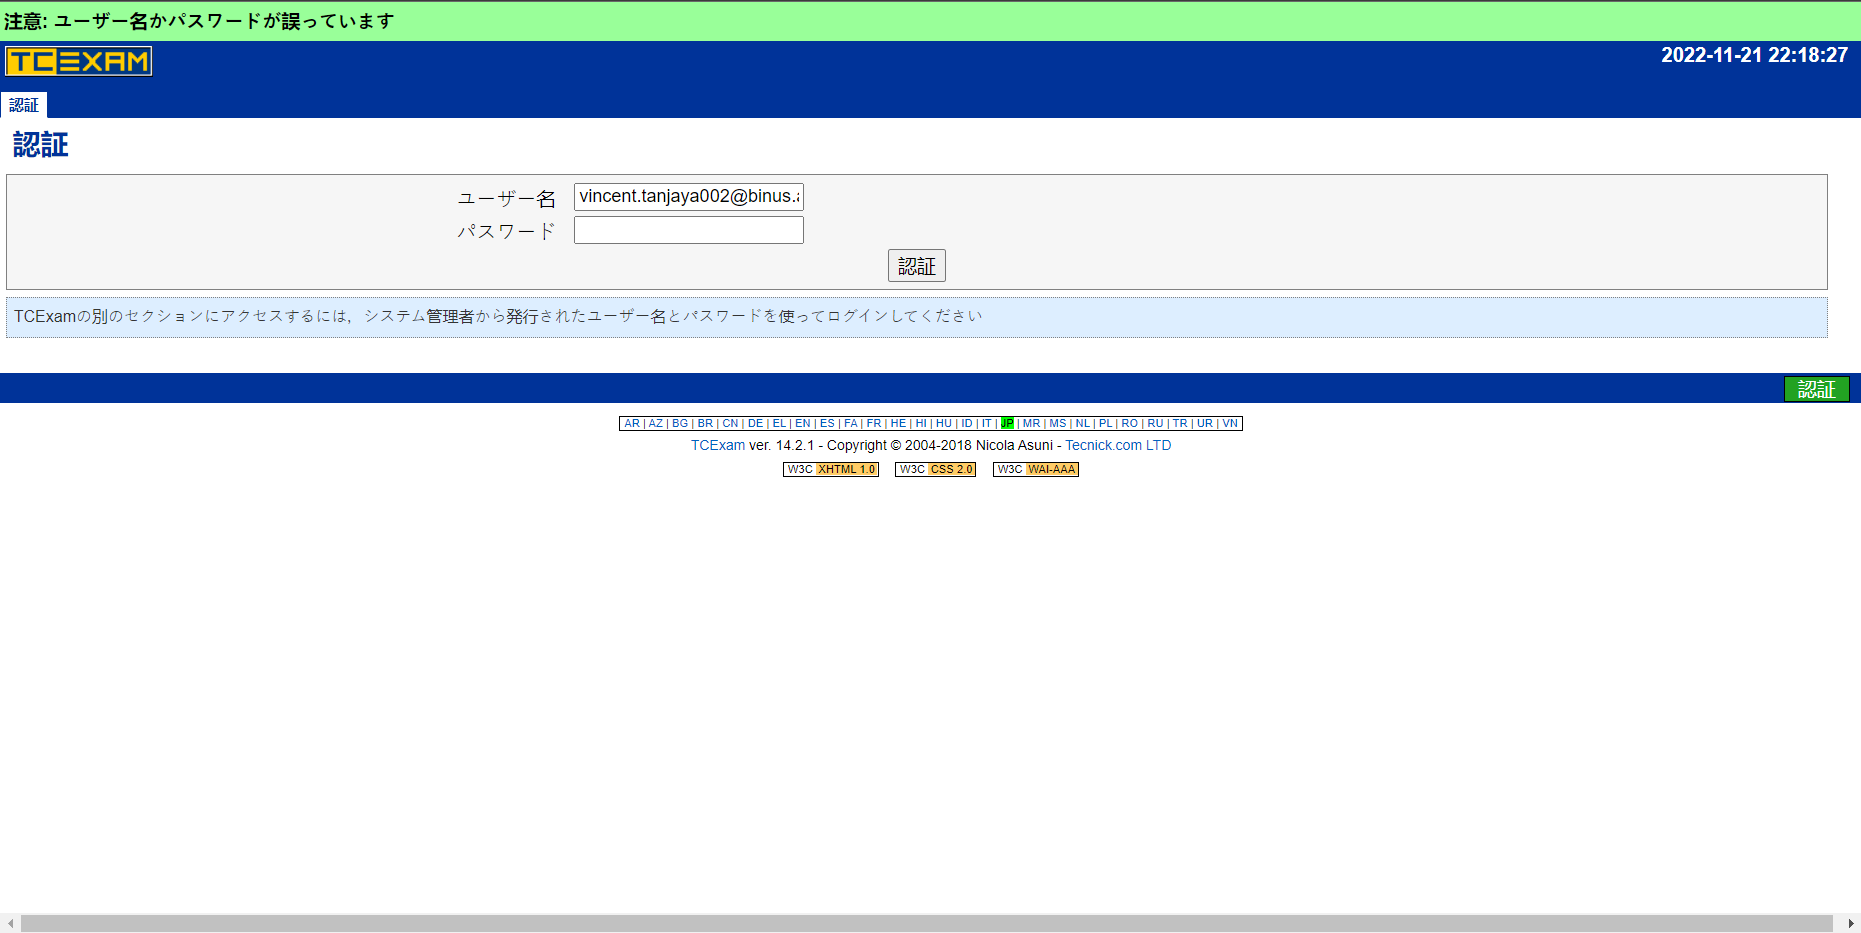 注意: ユーザー名かパスワードが誤っています
TCEXAM
2022-11-21 22:18:27
認証
認証
ユーザー名 vincent.tanjaya002@binus.a
パスワード
認証
TCExamの別のセクションにアクセスするには，システム管理者から発行されたユーザー名とパスワードを使ってログインしてください
認証
AR | AZ | BG | BR | CN | DE | EL | EN | ES | FA | FR | HE | HI | HU | ID | IT | JP | MR | MS | NL | PL | RO | RU | TR | UR | VN
TCExam ver. 14.2.1 - Copyright © 2004-2018 Nicola Asuni - Tecnick.com LTD
W3C XHTML 1.0 W3C CSS 2.0 W3C WAI-AAA